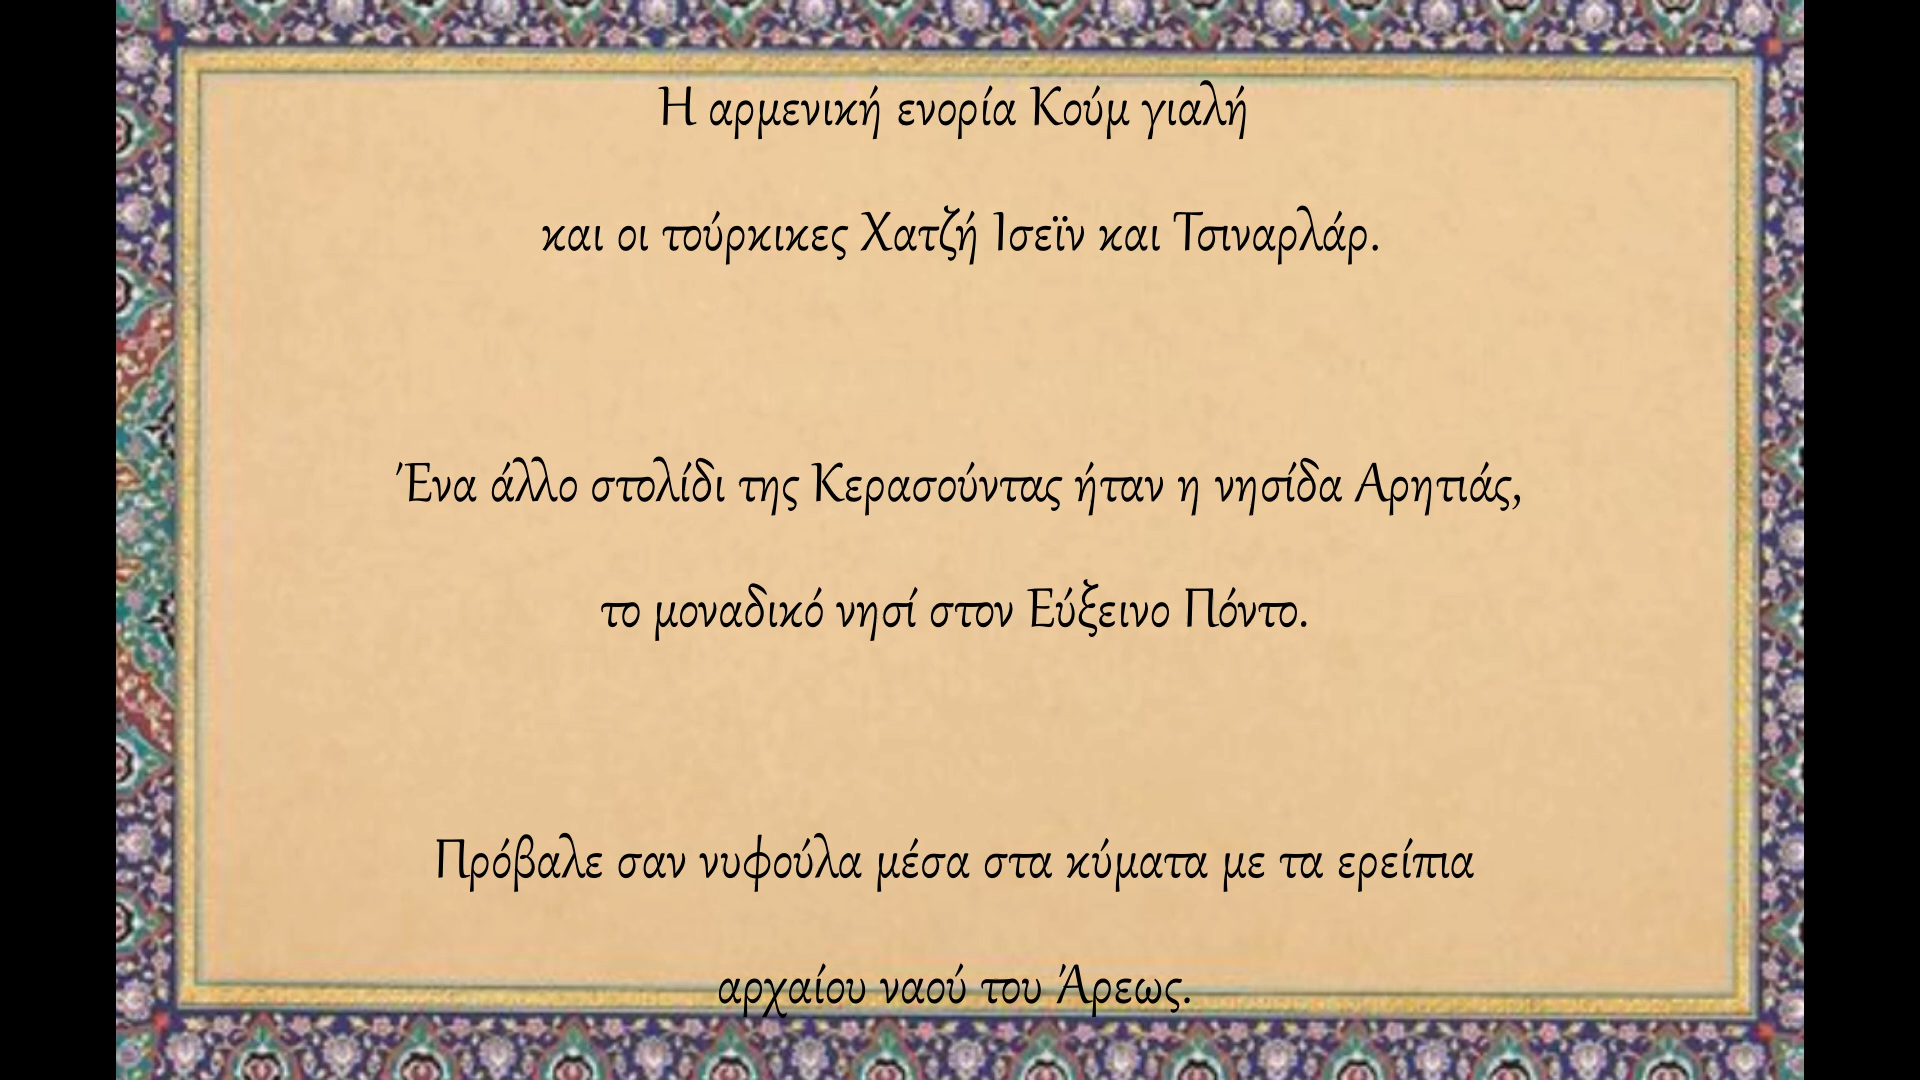 Η αρμενική ενορία Κούμ γιαλή
και οι τούρκικες Χατζή Ισεϊν και Τσιναρλάρ.
Ένα άλλο στολίδι της Κερασούντας ήταν η νησίδα Αρητιάς,
το μοναδικό νησί στον Εύξεινο Πόντο.
Πρόβαλε σαν νυφούλα μέσα στα κύματα με τα ερείπια
αρχαίου ναού του Άρεως.